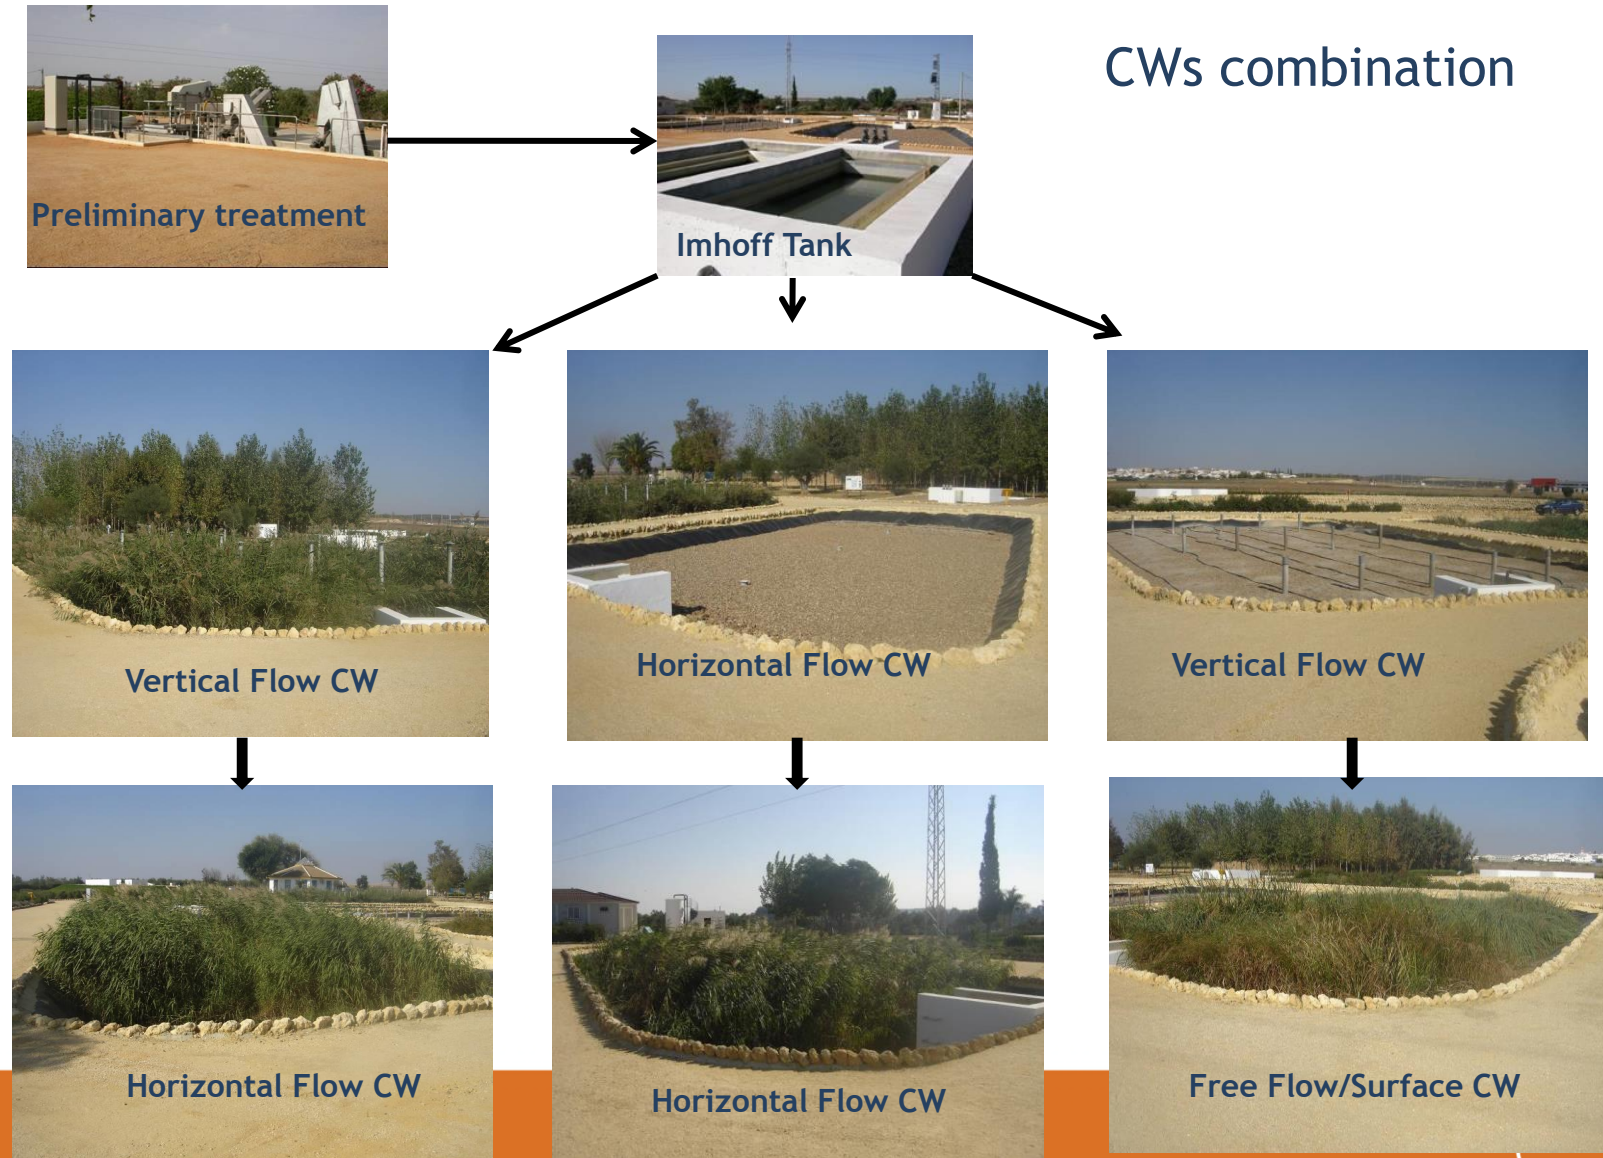 CWs combination
Preliminary treatment
Imhoff Tank
Vertical Flow CW
Horizontal Flow CW
Vertical Flow CW
Horizontal Flow CW
Horizontal Flow CW
Free Flow/Surface CW